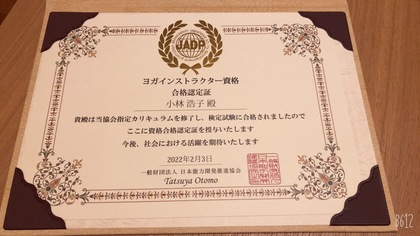 JADP
ヨガインストラクター資格
合格認定証
小林 浩子 殿
貴殿は当協会指定カリキュラムを修了し、検定試験に合格されましたので
ここに資格合格認定証を授与いたします
今後、社会における活躍を期待いたします
2022年2月3日
一般財団法人 日本能力開発推進協会
Tatsuya Otomo
8612